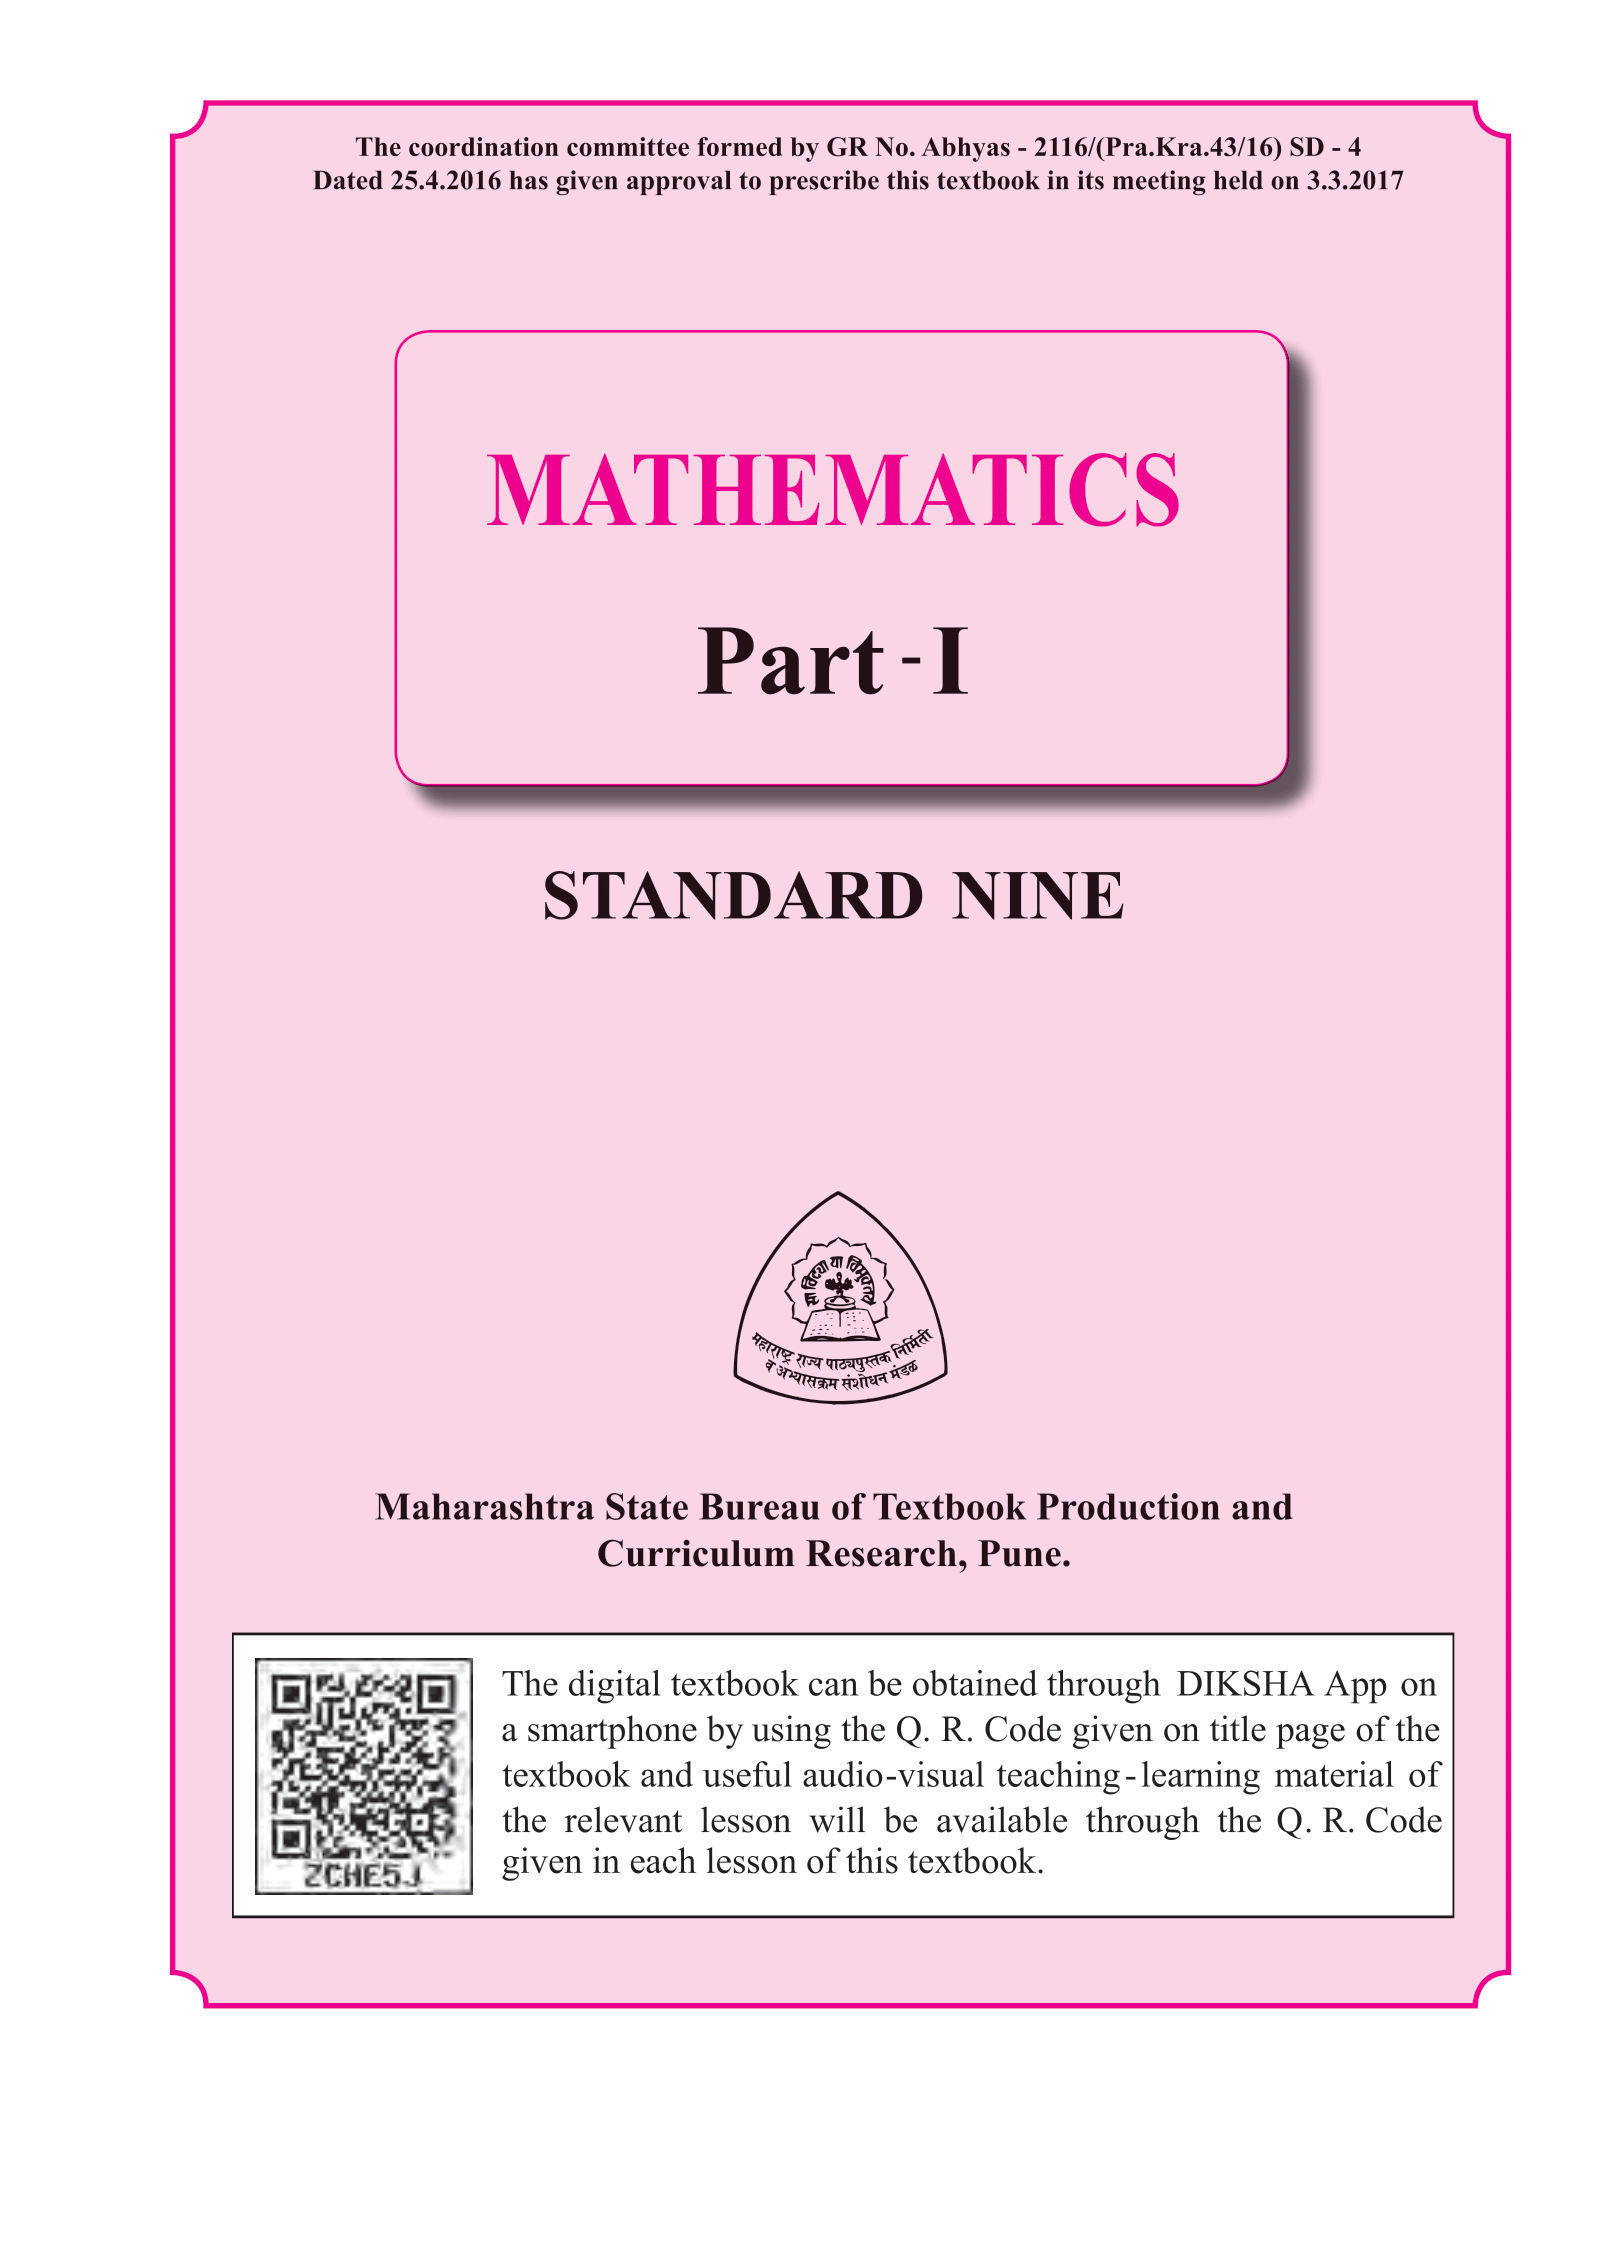 The coordination committee formed by GR No. Abhyas - 2116/(Pra.Kra.43/16) SD - 4
Dated 25.4.2016 has given approval to prescribe this textbook in its meeting held on 3.3.2017
MATHEMATICS
Part - I
STANDARD NINE
सा विद्या या विमुक्तये
महाराष्ट्र राज्य पाठ्यपुस्तक निर्मिती
व अभ्यासक्रम संशोधन मंडळ
Maharashtra State Bureau of Textbook Production and
Curriculum Research, Pune.
The digital textbook can be obtained through DIKSHA App on
a smartphone by using the Q. R. Code given on title page of the
textbook and useful audio-visual teaching-learning material of
the relevant lesson will be available through the Q. R. Code
given in each lesson of this textbook.
ZCHE5J